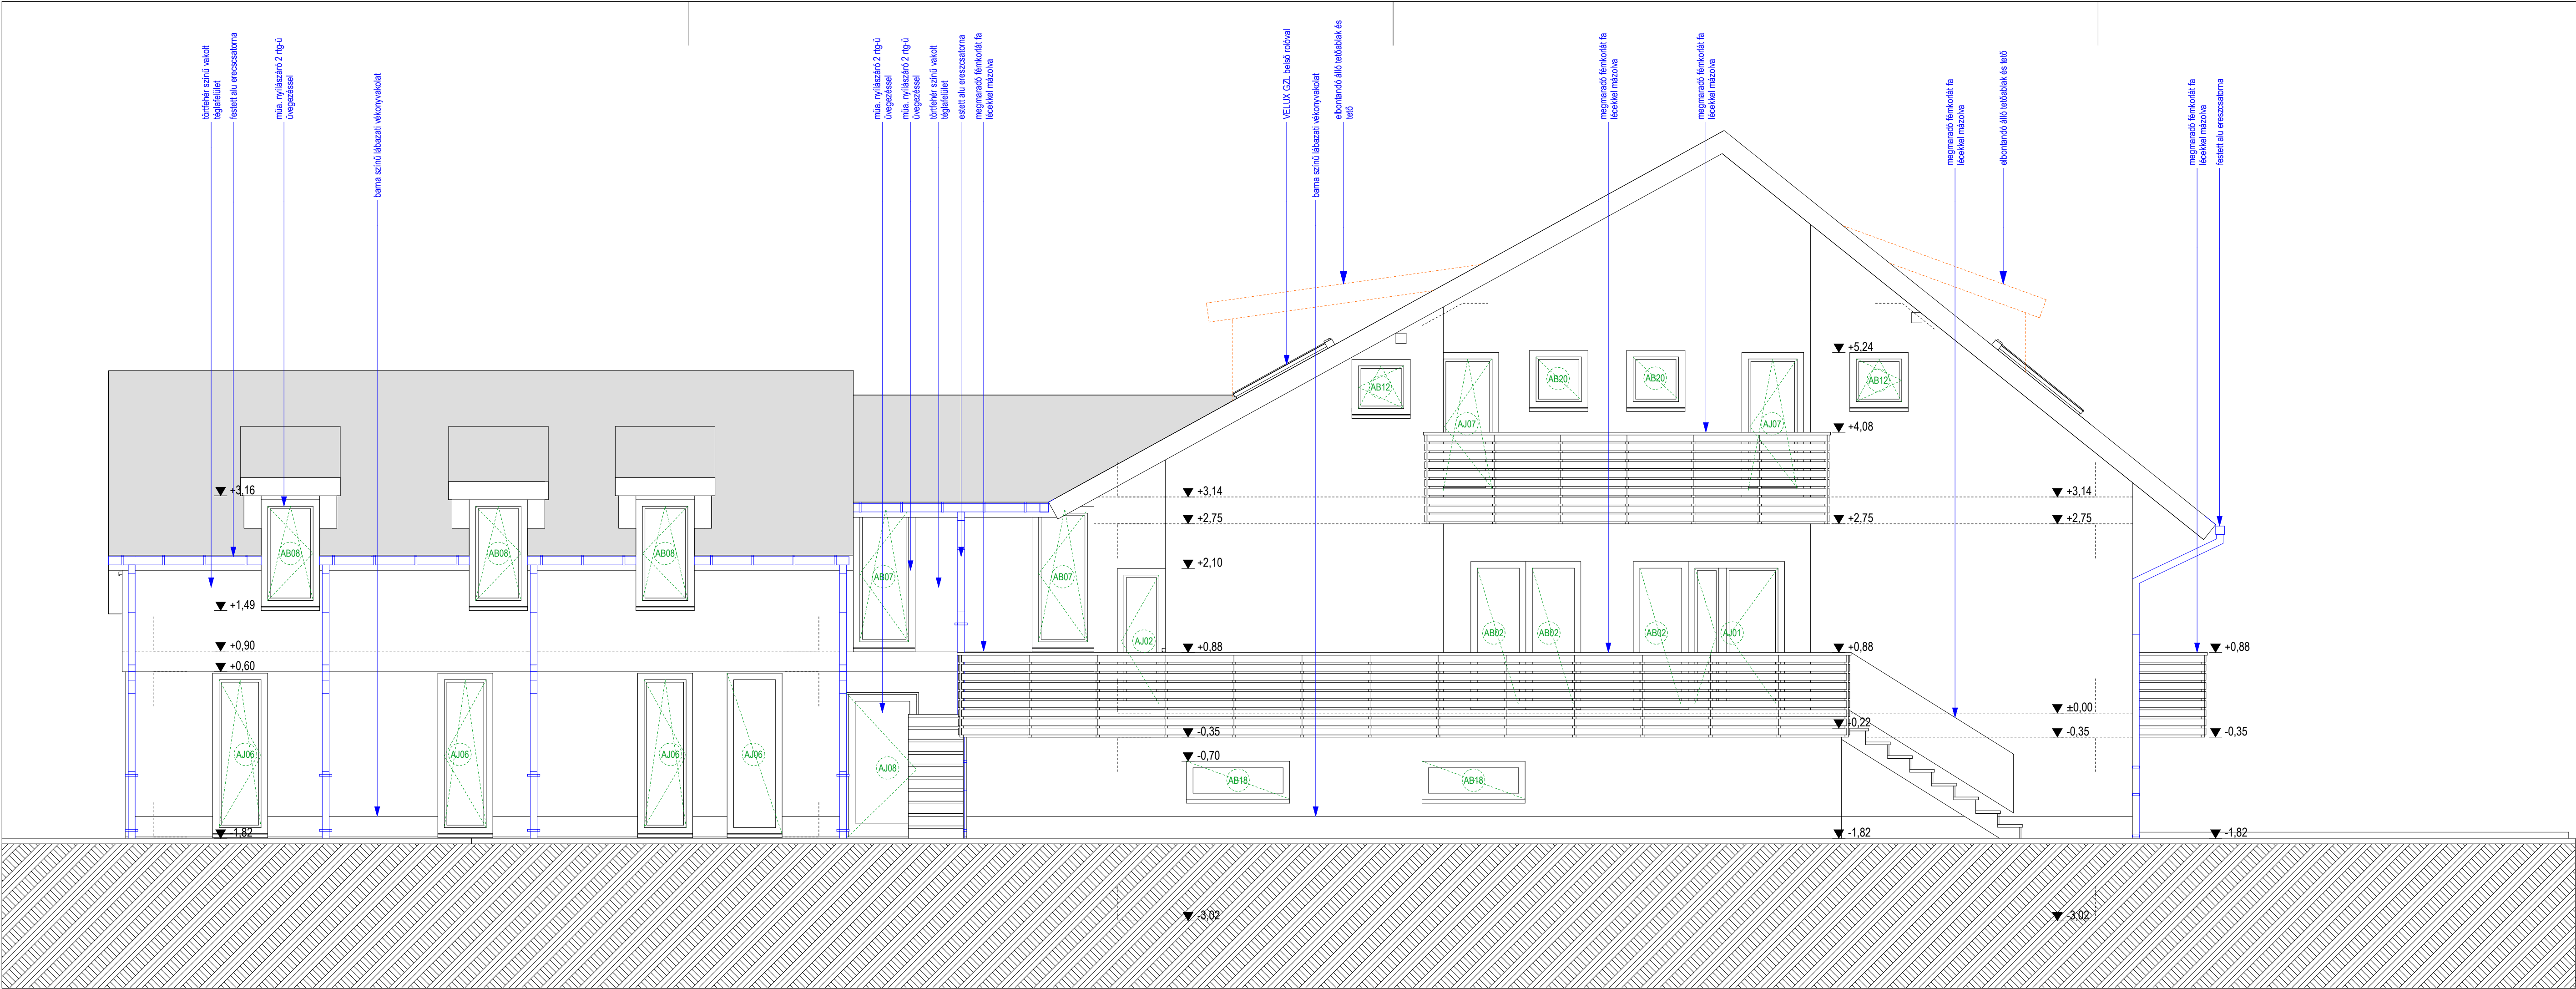 törtfehér színű vakolt
téglafelület
festett alu erecscsatorna
műa. nyílászáró 2 rtg-ü
üvegezéssel
barna színű lábazati vékonyvakolat
műa. nyílászáró 2 rtg-ü
üvegezéssel
műa. nyílászáró 2 rtg-ü
üvegezéssel
törtfehér színű vakolt
téglafelület
estett alu ereszcsatorna
megmaradó fémkorlát fa
lécekkel mázolva
VELUX GZL belső rolóval
barna színű lábazati vékonyvakolat
elbontandó álló tetőablak és
tető
megmaradó fémkorlát fa
lécekkel mázolva
megmaradó fémkorlát fa
lécekkel mázolva
megmaradó fémkorlát fa
lécekkel mázolva
elbontandó álló tetőablak és tető
megmaradó fémkorlát fa
lécekkel mázolva
festett alu ereszcsatorna
+5,24
AB12
AB20
AB20
AB12
AJ07
AJ07
+4,08
+3,16
+3,14
+3,14
+2,75
+2,75
+2,75
AB08
AB08
AB08
+2,10
AB07
AB07
+1,49
AJ02
AB02
AB02
AB02
AJ01
+0,90
+0,88
+0,88
+0,88
+0,60
±0,00
-0,22
-0,35
-0,35
-0,35
-0,70
AJ06
AJ06
AJ06
AJ06
AJ08
AB18
AB18
-1,82
-1,82
-1,82
-3,02
-3,02